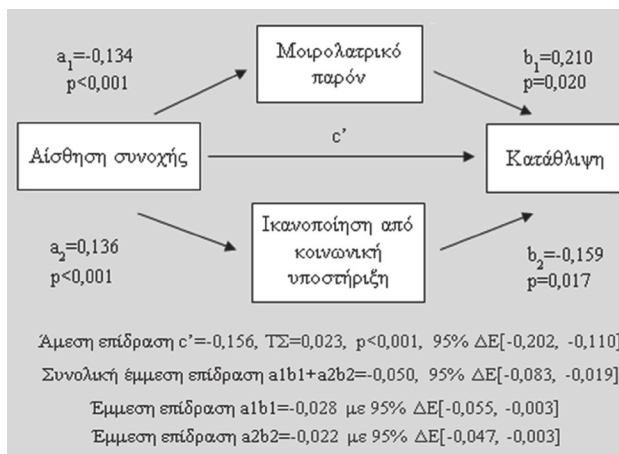 a1=-0,134
p<0,001
Μοιρολατρικό
παρόν
b1=0,210
p=0,020
Αίσθηση συνοχής
c’
Κατάθλιψη
a2=0,136
p<0,001
Ικανοποίηση από
κοινωνική
υποστήριξη
b2=-0,159
p=0,017
Άμεση επίδραση c’=-0,156, ΤΣ=0,023, p<0,001, 95% ΔΕ[-0,202, -0,110]
Συνολική έμμεση επίδραση a1b1+a2b2=-0,050, 95% ΔΕ[-0,083, -0,019]
Έμμεση επίδραση a1b1=-0,028 με 95% ΔΕ[-0,055, -0,003]
Έμμεση επίδραση a2b2=-0,022 με 95% ΔΕ[-0,047, -0,003]